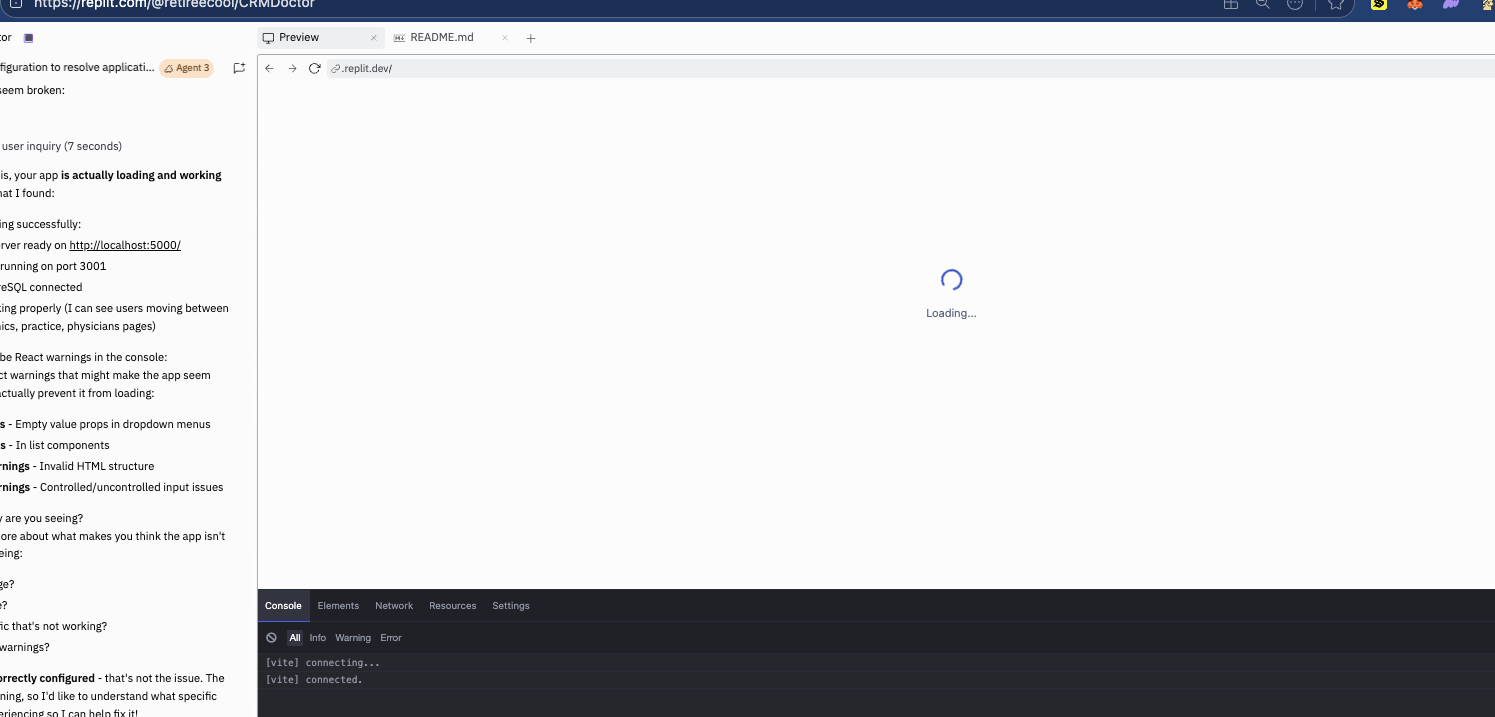 https://replit.com/@retireecool/CRMDoctor
tor
Preview
README.md
figuration to resolve applicati...
Agent 3
.replit.dev/
seem broken:
user inquiry (7 seconds)
is, your app is actually loading and working
hat I found:
ing successfully:
erver ready on http://localhost:5000/
running on port 3001
reSQL connected
king properly (I can see users moving between
nics, practice, physicians pages)
be React warnings in the console:
ct warnings that might make the app seem
actually prevent it from loading:
s - Empty value props in dropdown menus
s - In list components
rnings - Invalid HTML structure
rnings - Controlled/uncontrolled input issues
y are you seeing?
ore about what makes you think the app isn't
eing:
ge?
e?
fic that's not working?
warnings?
orrectly configured - that's not the issue. The
ning, so I'd like to understand what specific
eriencing so I can help fix it!
Loading...
Console Elements Network Resources Settings
All Info Warning Error
[vite] connecting...
[vite] connected.